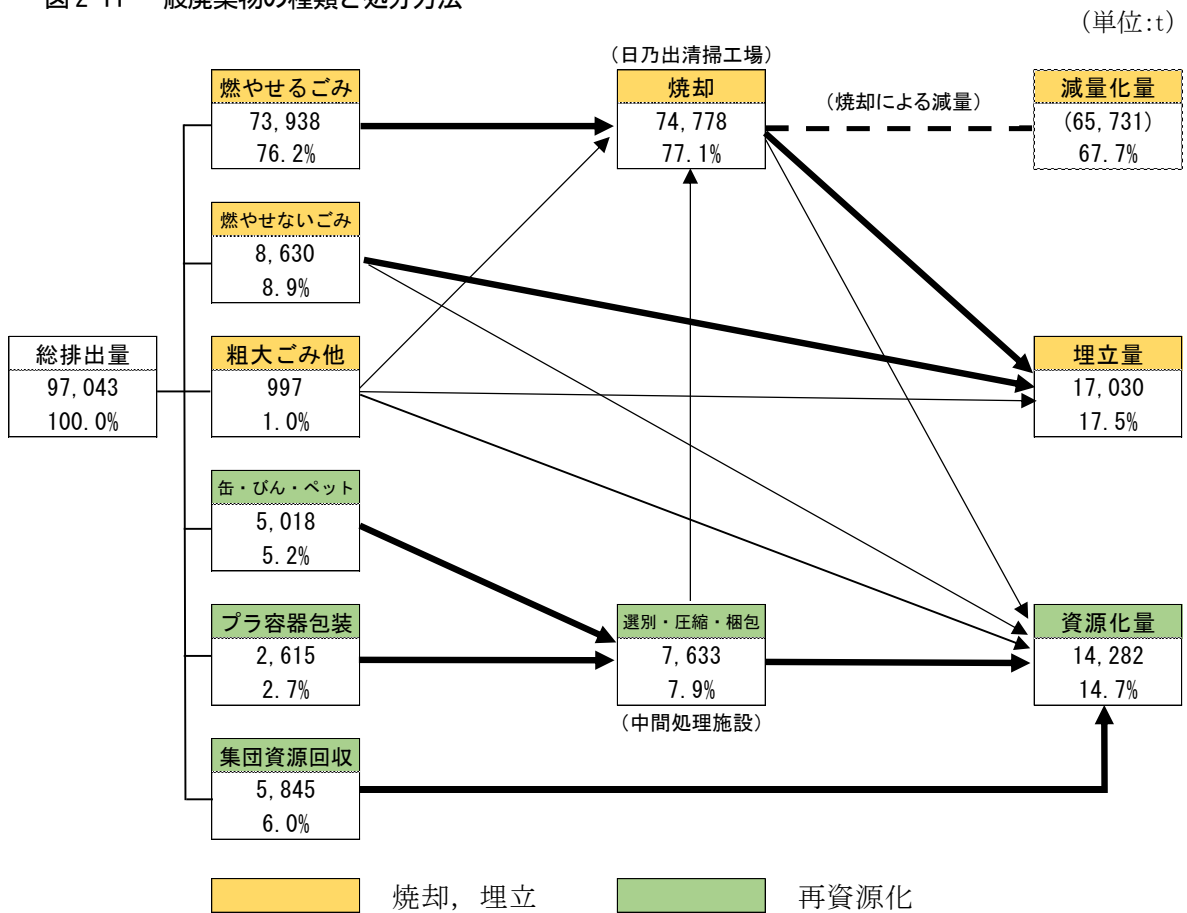 図2-11 一般廃棄物の種類と処分方法
(単位:t)
(日乃出清掃工場)
燃やせるごみ
73,938
76.2%
焼却
74,778
77.1%
(焼却による減量)
減量化量
(65,731)
67.7%
燃やせないごみ
8,630
8.9%
総排出量
97,043
100.0%
粗大ごみ他
997
1.0%
埋立量
17,030
17.5%
缶・びん・ペット
5,018
5.2%
プラ容器包装
2,615
2.7%
選別・圧縮・梱包
7,633
7.9%
(中間処理施設)
資源化量
14,282
14.7%
集団資源回収
5,845
6.0%
焼却,埋立
再資源化